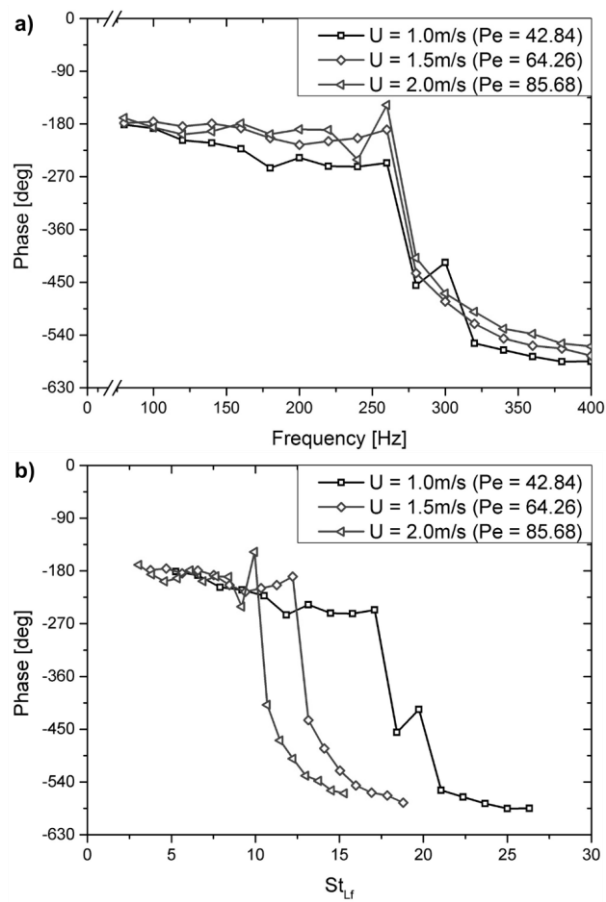 a)
0
-90
-180
-270
-360
-450
-540
-630
Phase [deg]
U = 1.0m/s (Pe = 42.84)
U = 1.5m/s (Pe = 64.26)
U = 2.0m/s (Pe = 85.68)
0 100 150 200 250 300 350 400
Frequency [Hz]
b)
0
-90
-180
-270
-360
-450
-540
-630
Phase [deg]
U = 1.0m/s (Pe = 42.84)
U = 1.5m/s (Pe = 64.26)
U = 2.0m/s (Pe = 85.68)
0 5 10 15 20 25 30
St_Lf